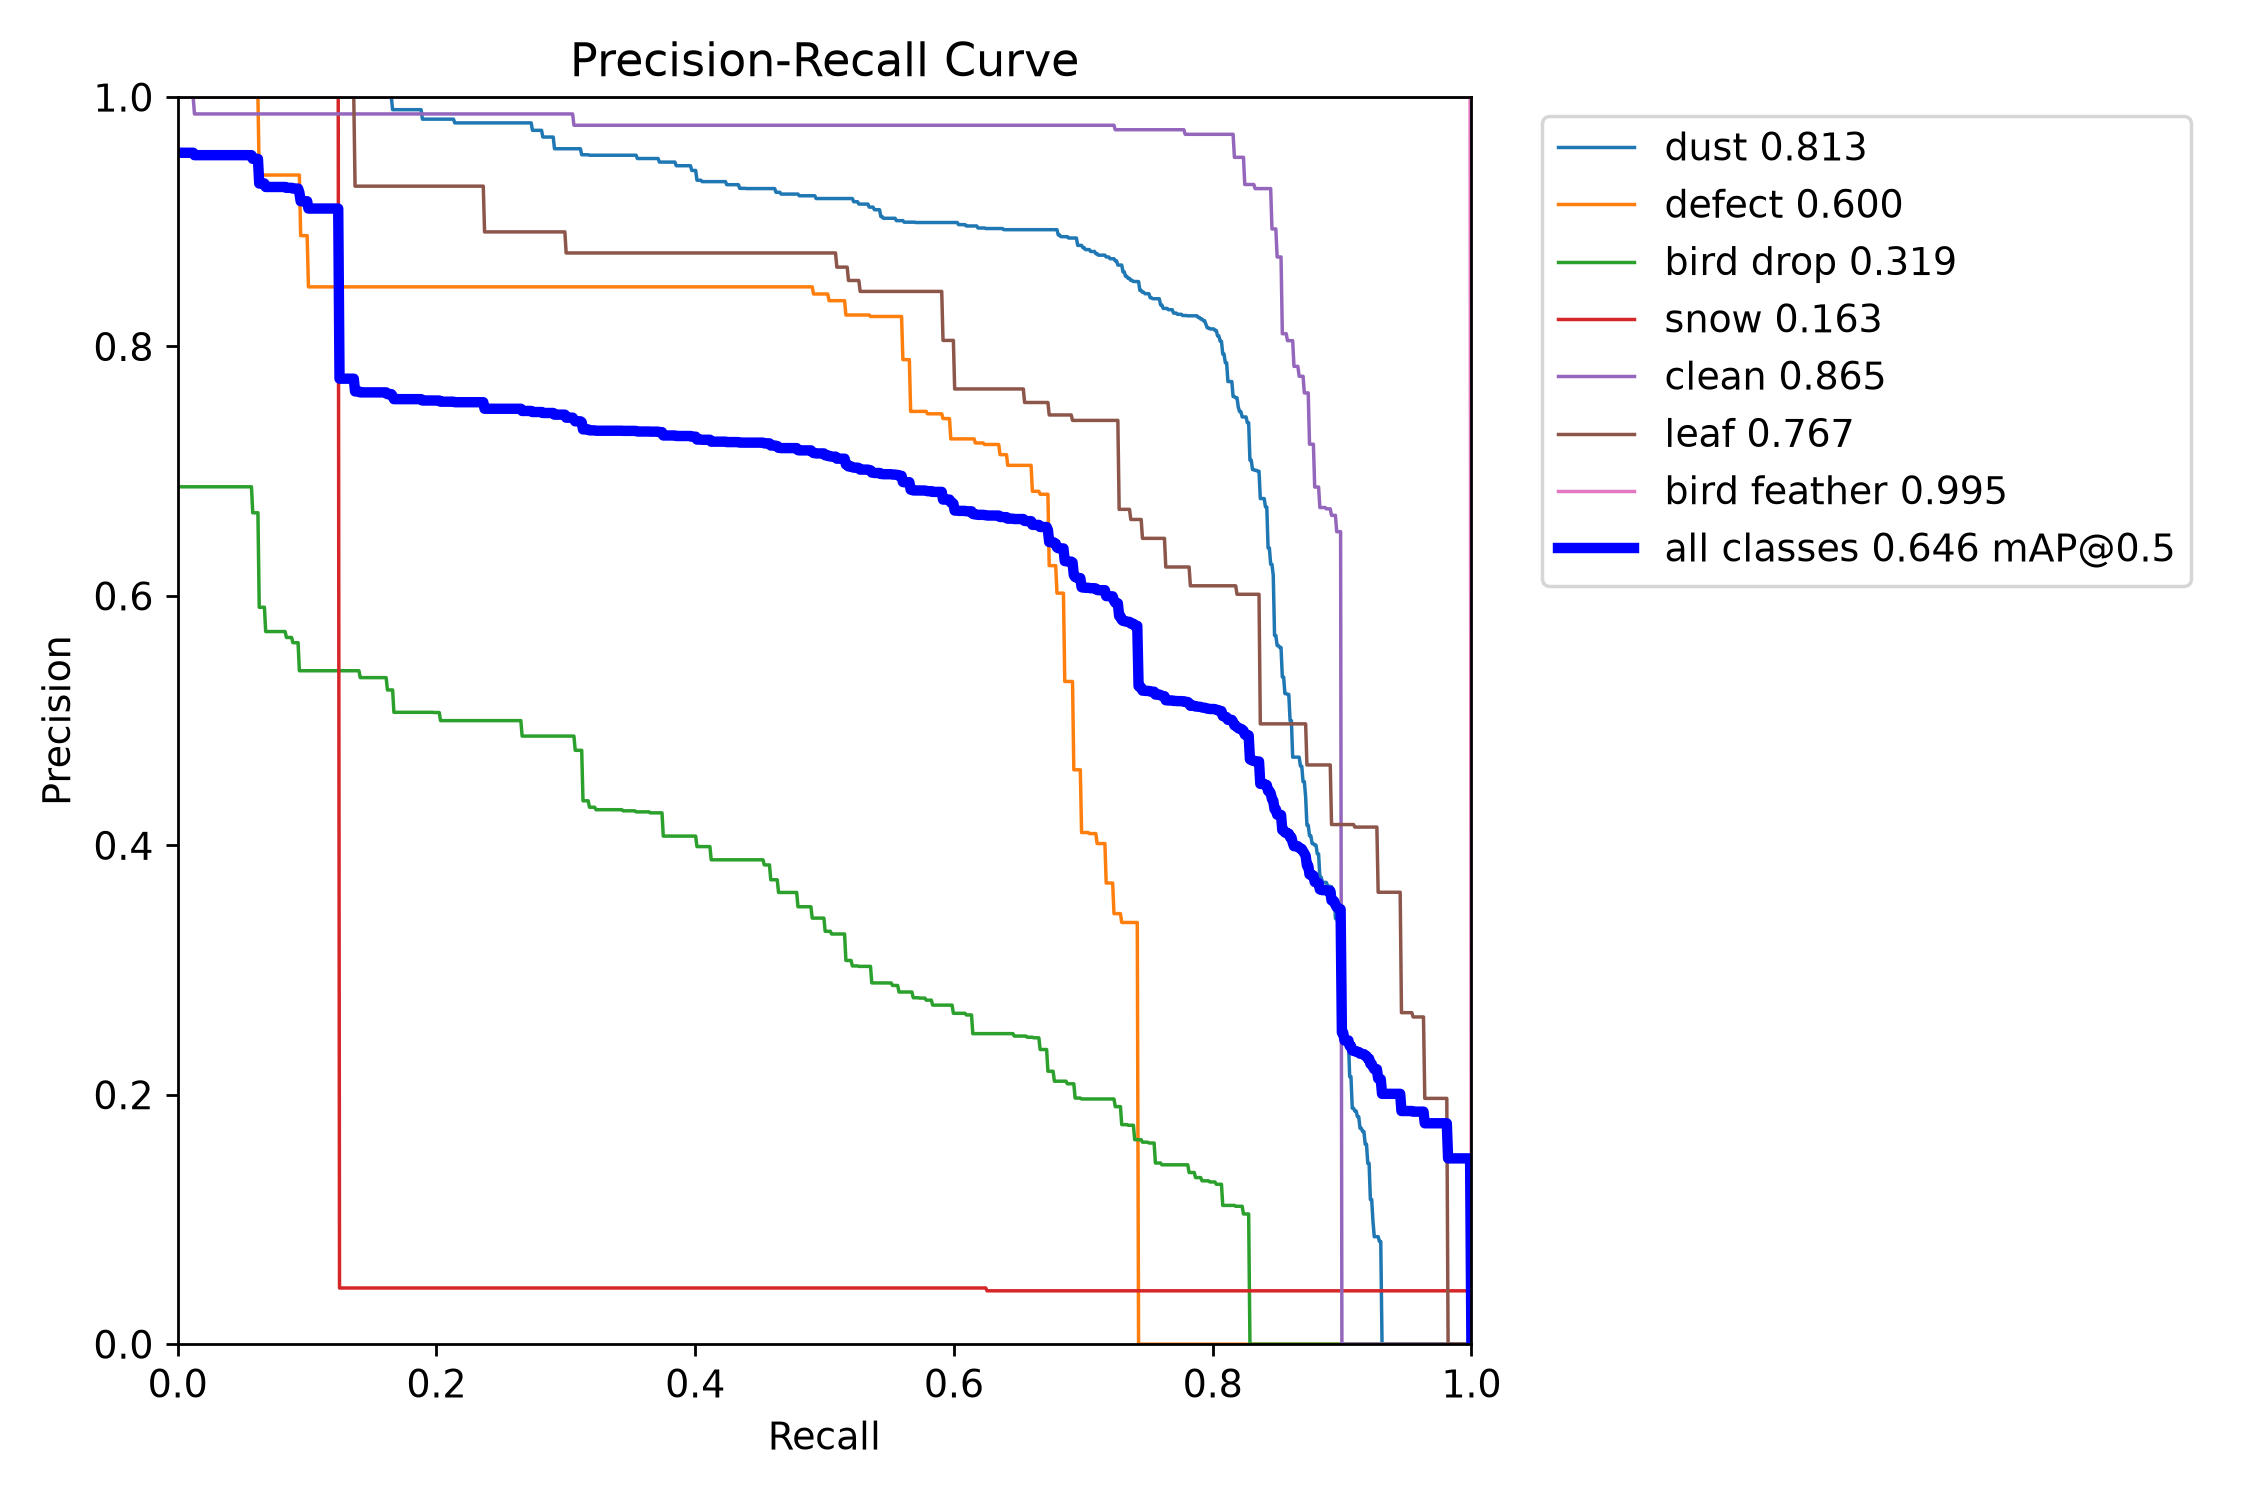 Precision-Recall Curve
1.0
0.8
0.6
0.4
0.2
0.0
Precision
0.0 0.2 0.4 0.6 0.8 1.0
Recall
dust 0.813
defect 0.600
bird drop 0.319
snow 0.163
clean 0.865
leaf 0.767
bird feather 0.995
all classes 0.646 mAP@0.5